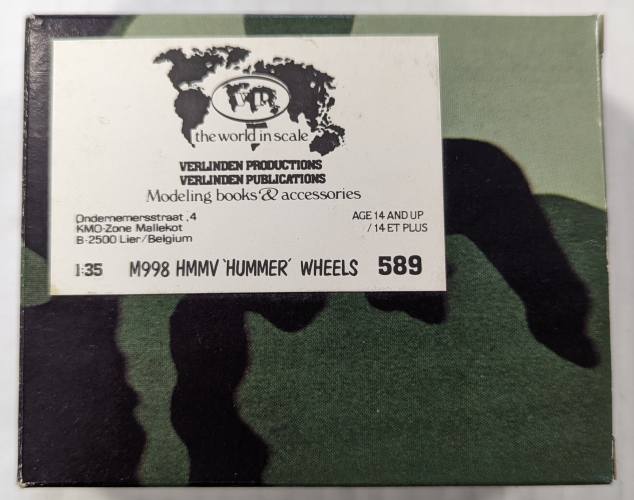 VP
the world in scale
VERLINDEN PRODUCTIONS
VERLINDEN PUBLICATIONS
Modeling books & accessories
Ondernemersstraat ,4
KMO-Zone Mallekot
B-2500 Lier/Belgium
AGE 14 AND UP
/ 14 ET PLUS
1:35 M998 HMMV 'HUMMER' WHEELS 589